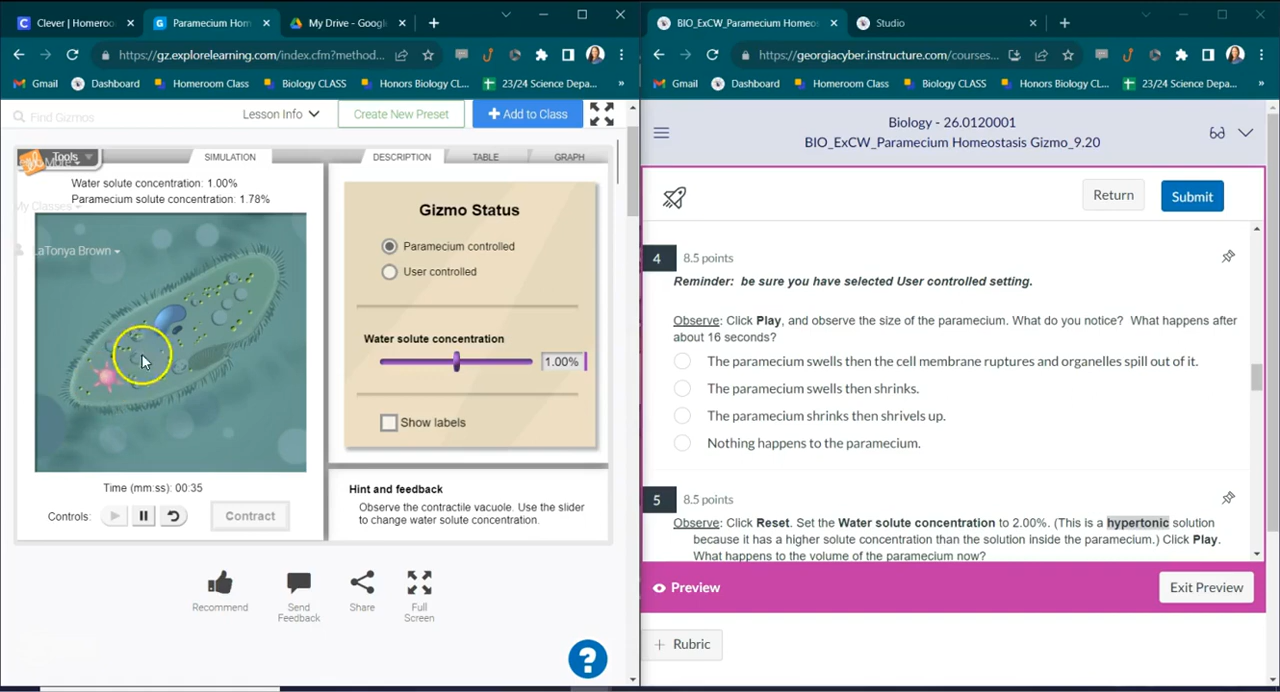 Clever | Homeroo
Paramecium Hom
My Drive - Googl
https://gz.explorelearning.com/index.cfm?method...
Gmail
Dashboard
Homeroom Class
Biology CLASS
Honors Biology CL...
23/24 Science Depa...
»
Find Gizmos
Lesson Info
Create New Preset
+ Add to Class
Tools
SIMULATION
DESCRIPTION
TABLE
GRAPH
My Classes
LaTonya Brown
Water solute concentration: 1.00%
Paramecium solute concentration: 1.78%
Gizmo Status
Paramecium controlled
User controlled
Water solute concentration
1.00%
Show labels
Time (mm:ss): 00:35
Controls:
Contract
Hint and feedback
Observe the contractile vacuole. Use the slider
to change water solute concentration.
Recommend
Send
Feedback
Share
Full
Screen
?
BIO_ExCW_Paramecium Homeos
Studio
https://georgiacyber.instructure.com/courses...
Gmail
Dashboard
Homeroom Class
Biology CLASS
Honors Biology CL...
23/24 Science Depa...
»
Biology - 26.0120001
BIO_ExCW_Paramecium Homeostasis Gizmo_9.20
Return
Submit
4
8.5 points
Reminder: be sure you have selected User controlled setting.
Observe: Click Play, and observe the size of the paramecium. What do you notice? What happens after
about 16 seconds?
The paramecium swells then the cell membrane ruptures and organelles spill out of it.
The paramecium swells then shrinks.
The paramecium shrinks then shrivels up.
Nothing happens to the paramecium.
5
8.5 points
Observe: Click Reset. Set the Water solute concentration to 2.00%. (This is a hypertonic solution
because it has a higher solute concentration than the solution inside the paramecium.) Click Play.
What happens to the volume of the paramecium now?
Preview
Exit Preview
+ Rubric